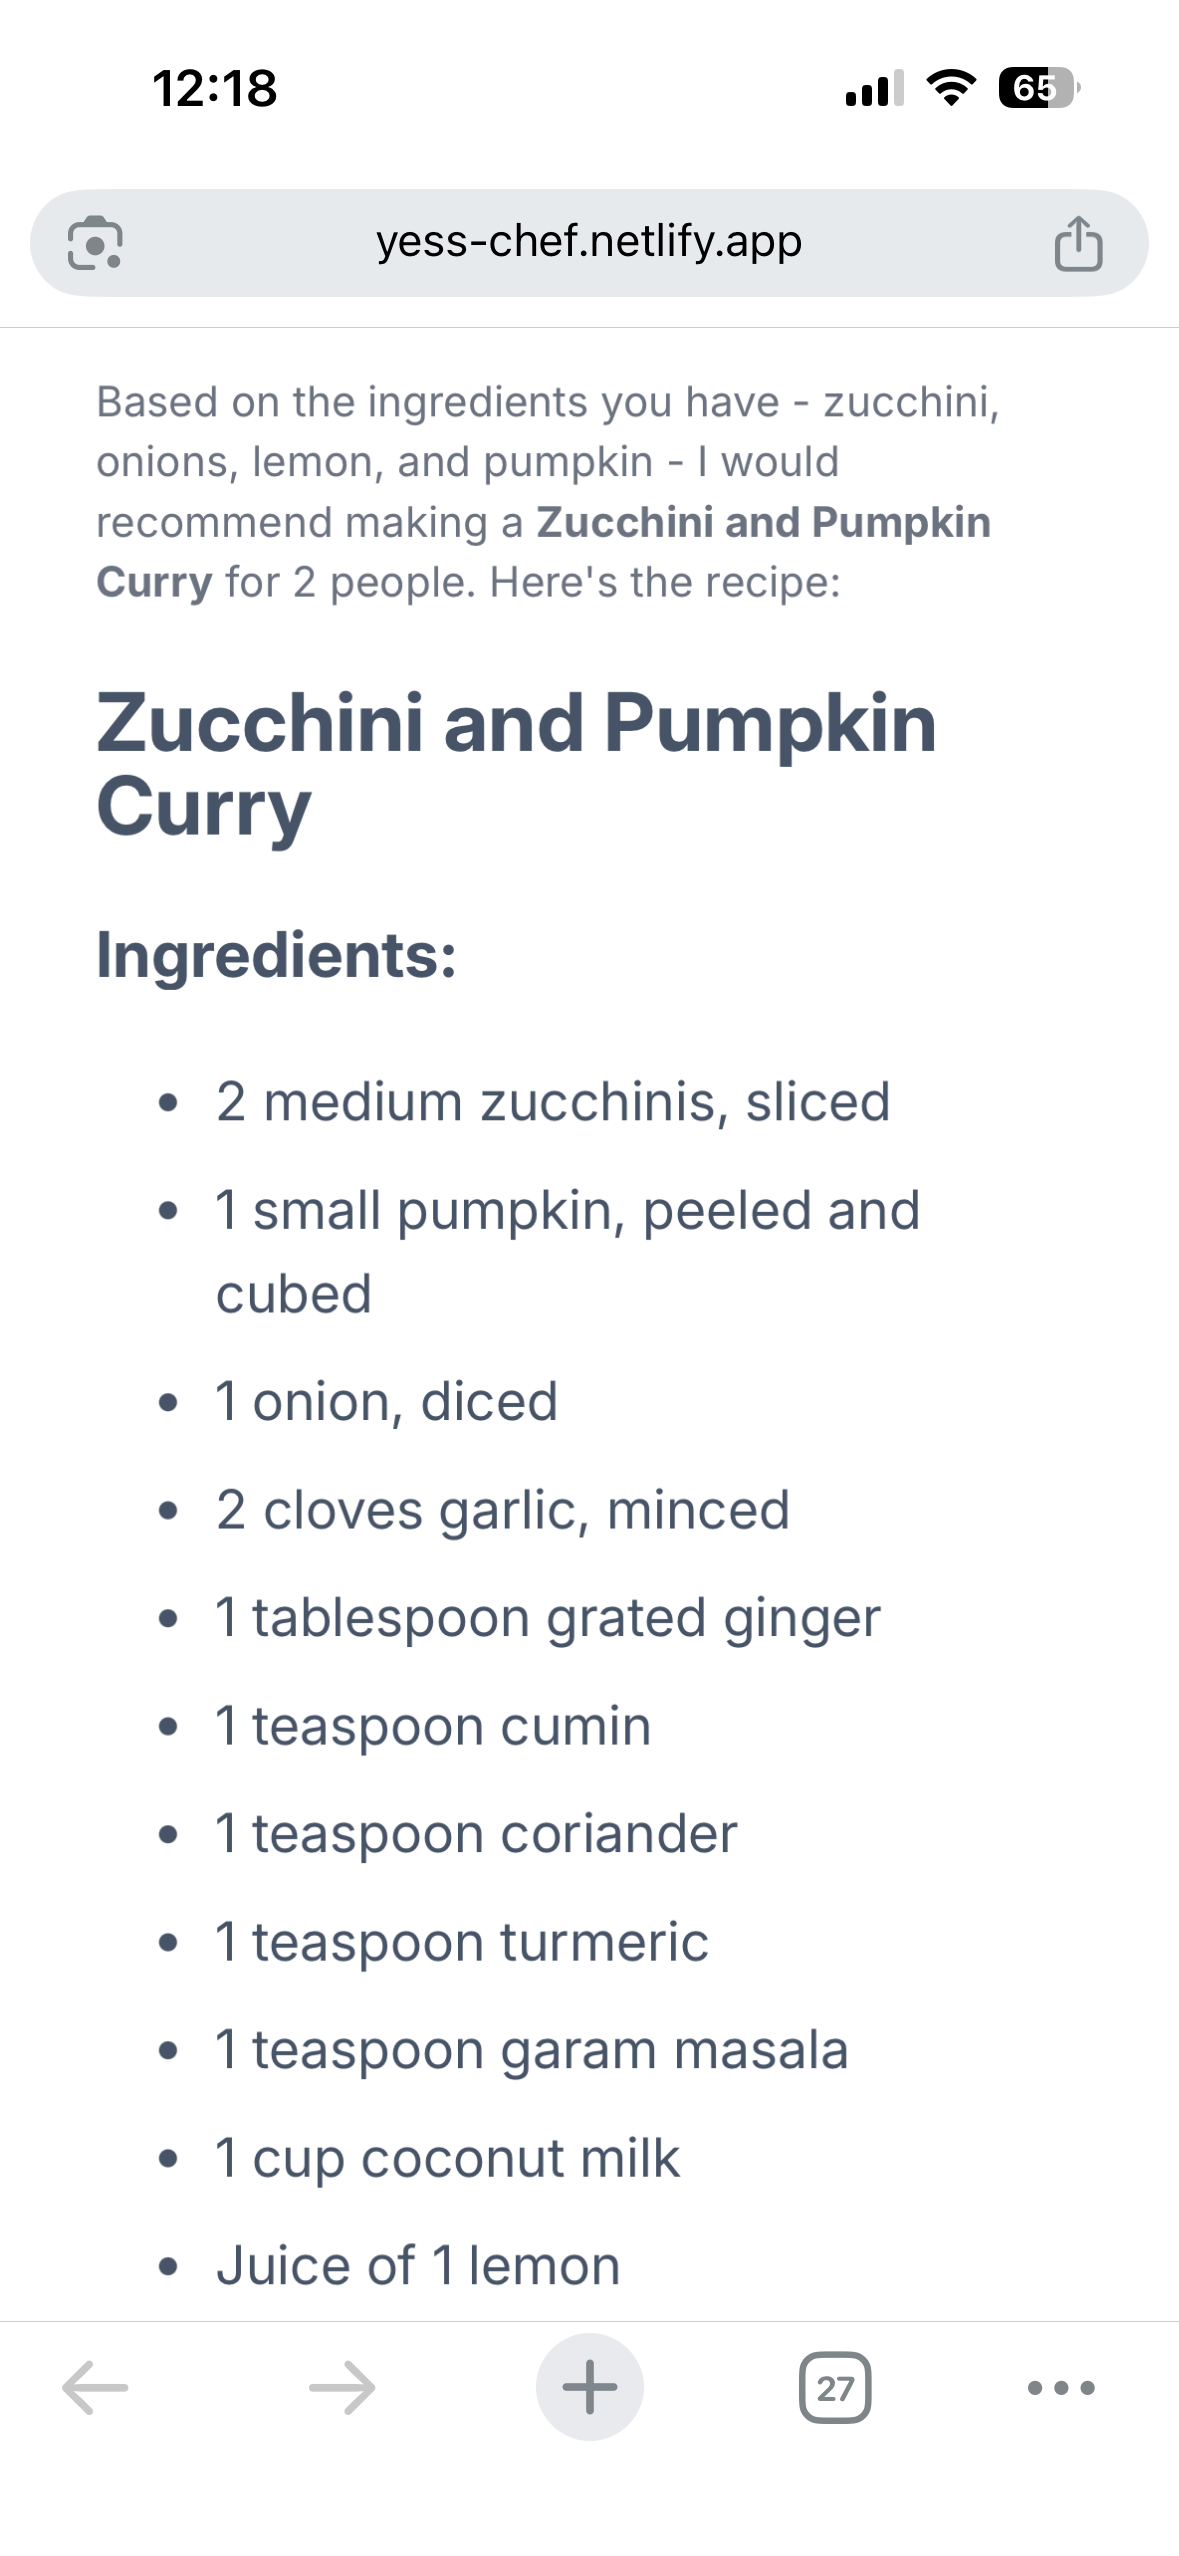 12:18
65
yess-chef.netlify.app
Based on the ingredients you have - zucchini,
onions, lemon, and pumpkin - I would
recommend making a Zucchini and Pumpkin
Curry for 2 people. Here's the recipe:
Zucchini and Pumpkin
Curry
Ingredients:
• 2 medium zucchinis, sliced
• 1 small pumpkin, peeled and
cubed
• 1 onion, diced
• 2 cloves garlic, minced
• 1 tablespoon grated ginger
• 1 teaspoon cumin
• 1 teaspoon coriander
• 1 teaspoon turmeric
• 1 teaspoon garam masala
• 1 cup coconut milk
• Juice of 1 lemon
27